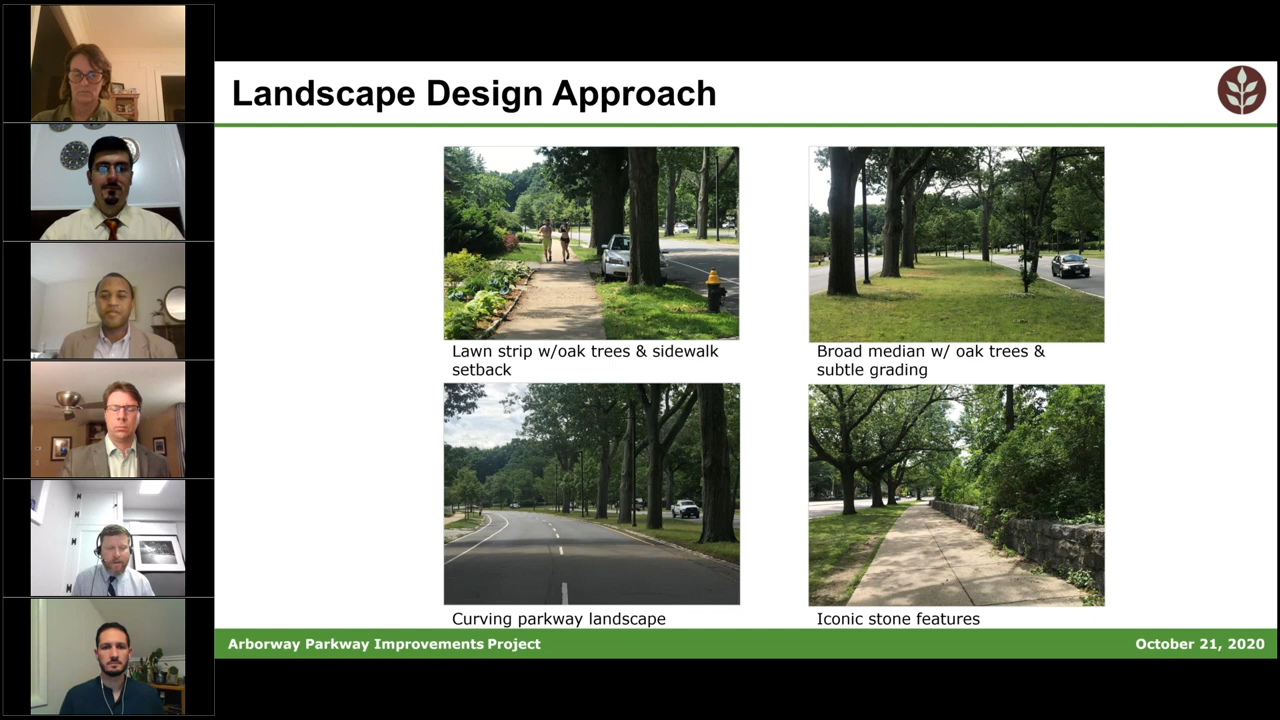 Landscape Design Approach
Lawn strip w/oak trees & sidewalk
setback
Broad median w/ oak trees &
subtle grading
Curving parkway landscape
Iconic stone features
Arborway Parkway Improvements Project
October 21, 2020